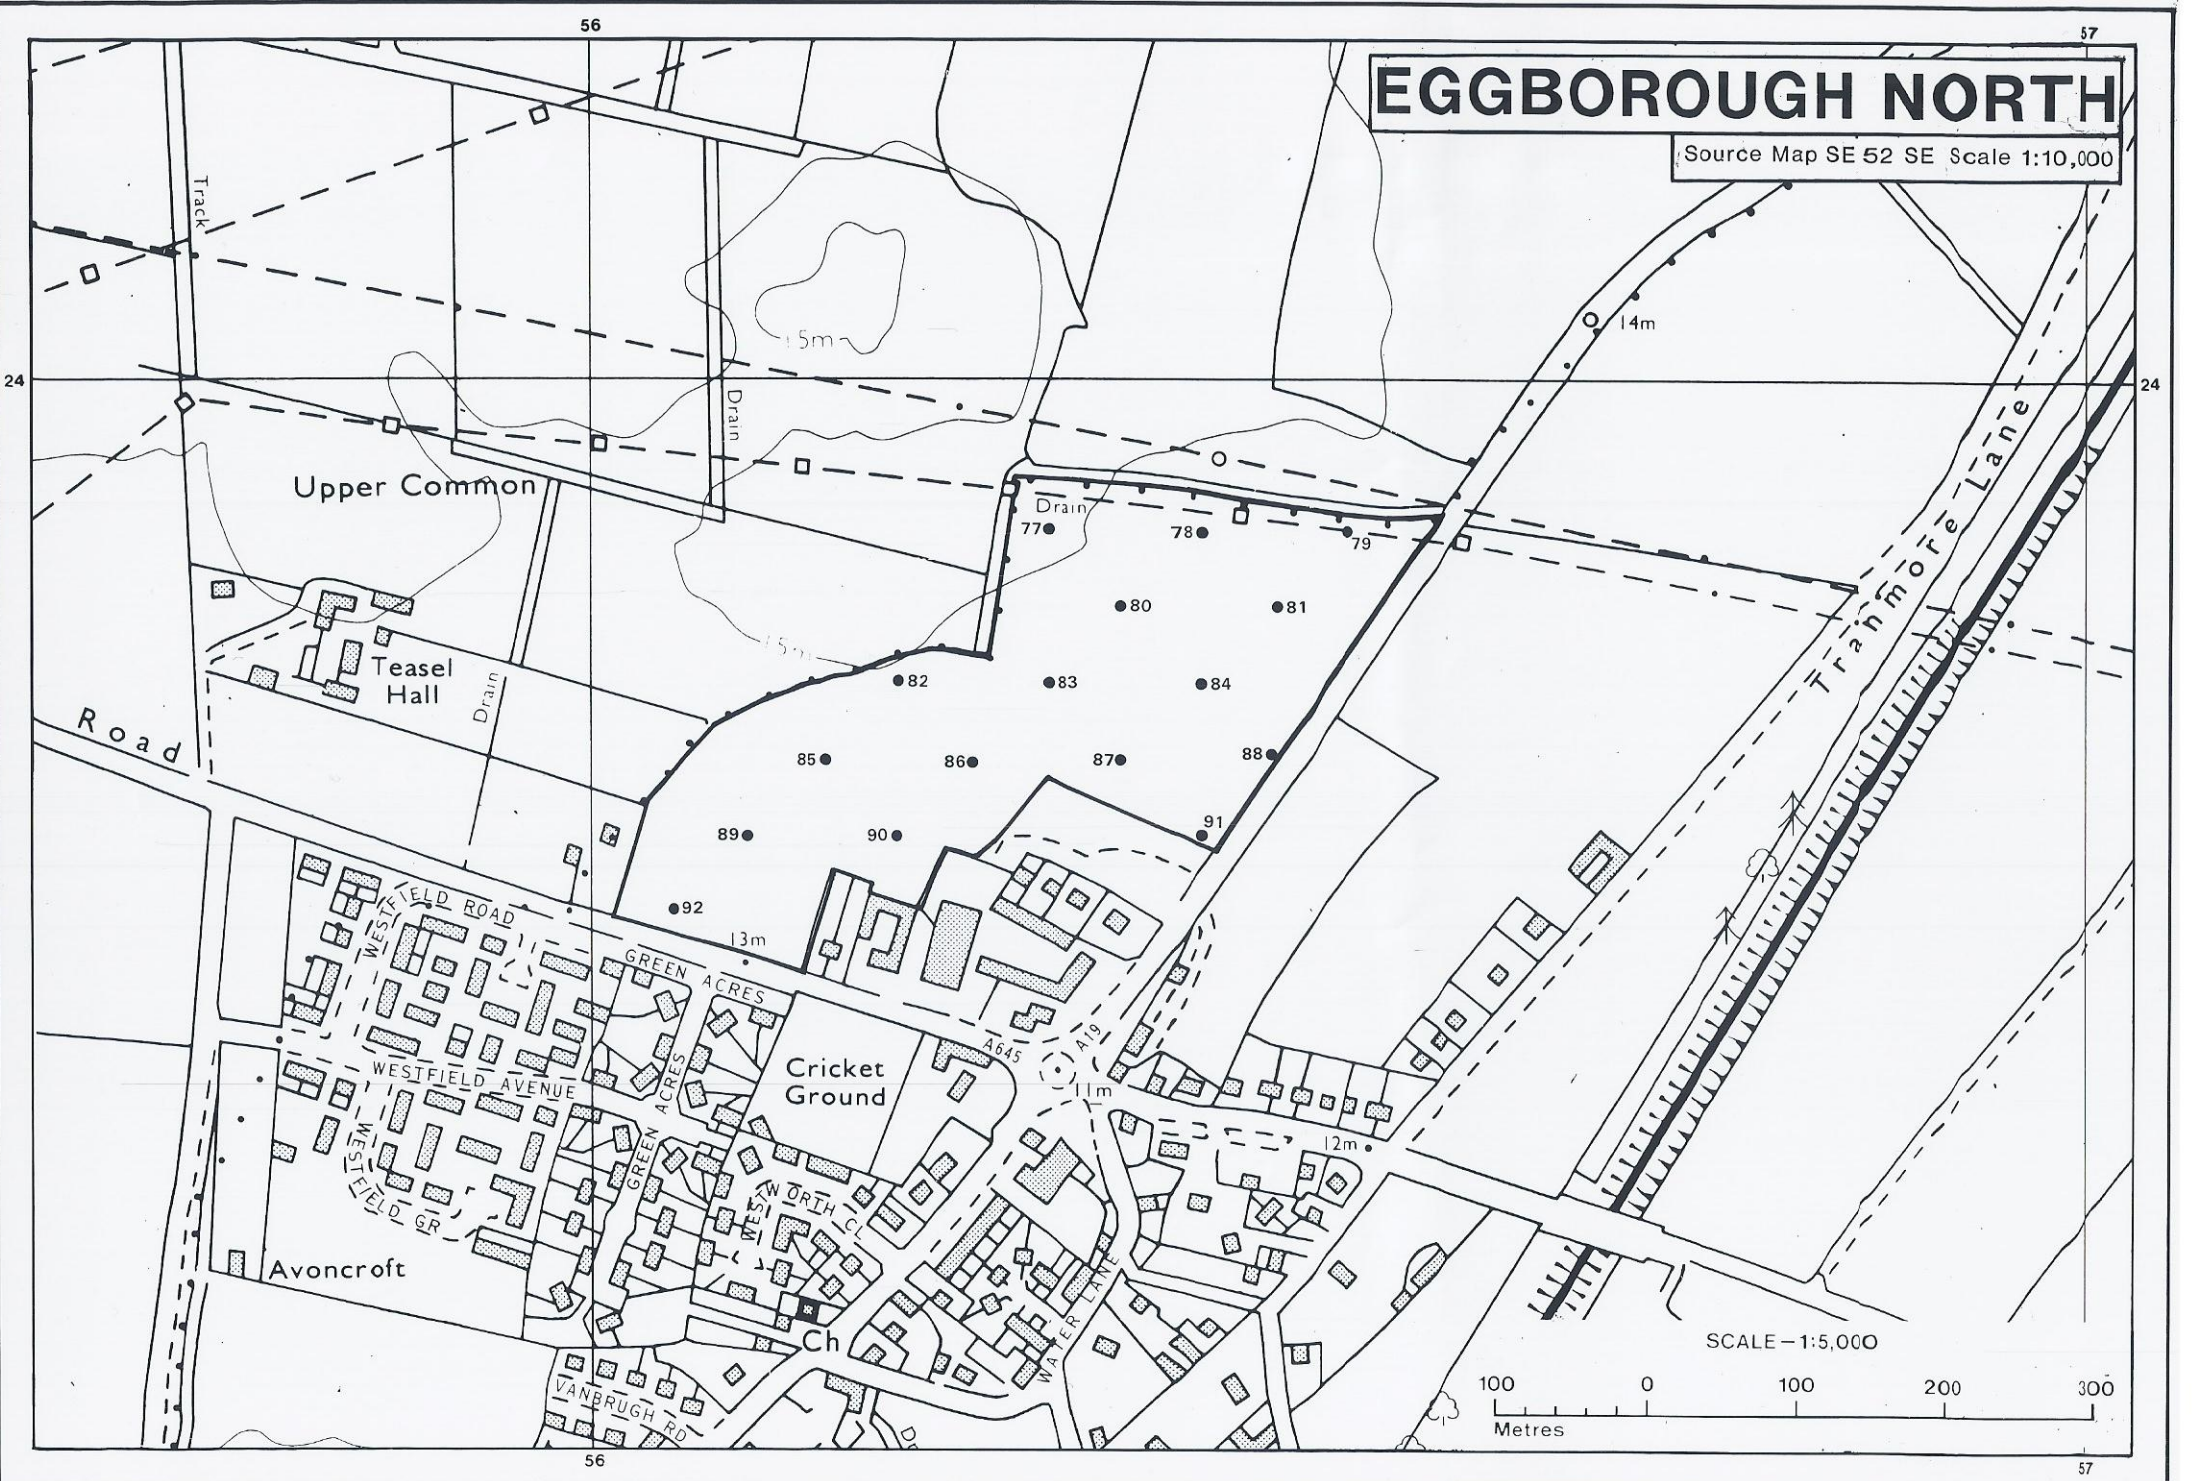 56
57
EGGBOROUGH NORTH
Source Map SE 52 SE Scale 1:10,000
Track
14m
15m
24
24
Drain
Tranmore Lane
Upper Common
Drain
77
78
79
80
81
Teasel
Hall
15m
82
83
84
Drain
Road
85
86
87
88
89
90
91
92
13m
WESTFIELD ROAD
GREEN ACRES
A645
A19
Cricket
Ground
11m
WESTFIELD AVENUE
GREEN ACRES
12m
WESTFIELD GR
WESTWORTH CL
Avoncroft
WATER LANE
Ch
SCALE – 1:5,000
100 0 100 200 300
Metres
VANBRUGH RD
56
57